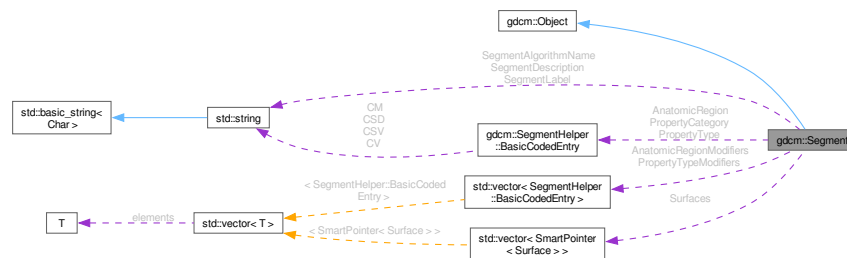 gdcm::Object
SegmentAlgorithmName
SegmentDescription
SegmentLabel
std::basic_string<
Char >
std::string
CM
CSD
CSV
CV
gdcm::SegmentHelper
::BasicCodedEntry
AnatomicRegion
PropertyCategory
PropertyType
gdcm::Segment
AnatomicRegionModifiers
PropertyTypeModifiers
< SegmentHelper::BasicCoded
Entry >
std::vector< SegmentHelper
::BasicCodedEntry >
Surfaces
T
elements
std::vector< T >
< SmartPointer< Surface > >
std::vector< SmartPointer
< Surface > >